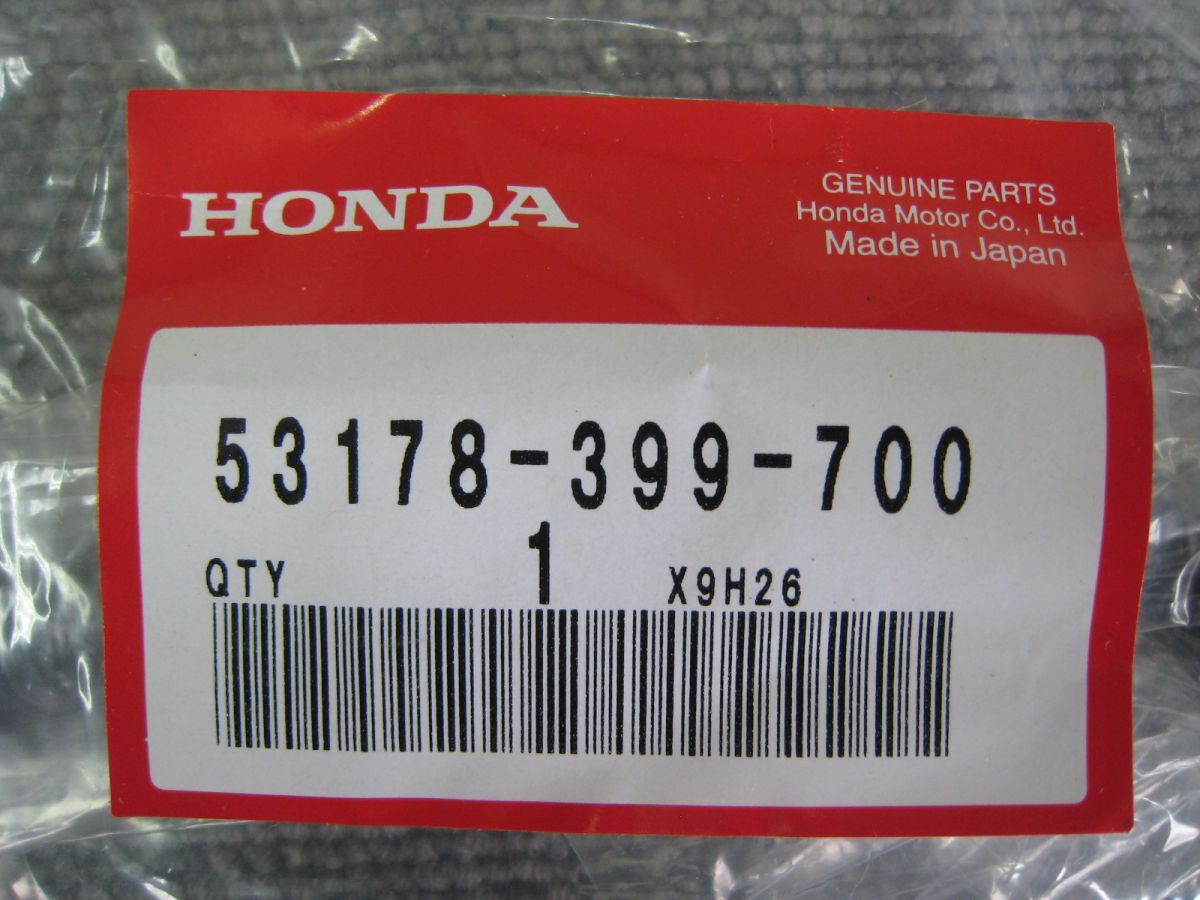 HONDA
GENUINE PARTS
Honda Motor Co., Ltd.
Made in Japan
53178-399-700
QTY 1 X9H26